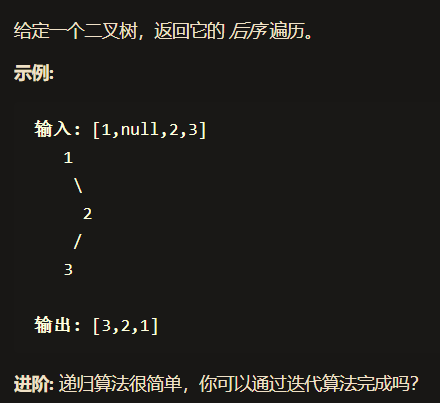 给定一个二叉树，返回它的 后序 遍历。
示例:
输入: [1,null,2,3]
1
\
2
/
3
输出: [3,2,1]
进阶: 递归算法很简单，你可以通过迭代算法完成吗？